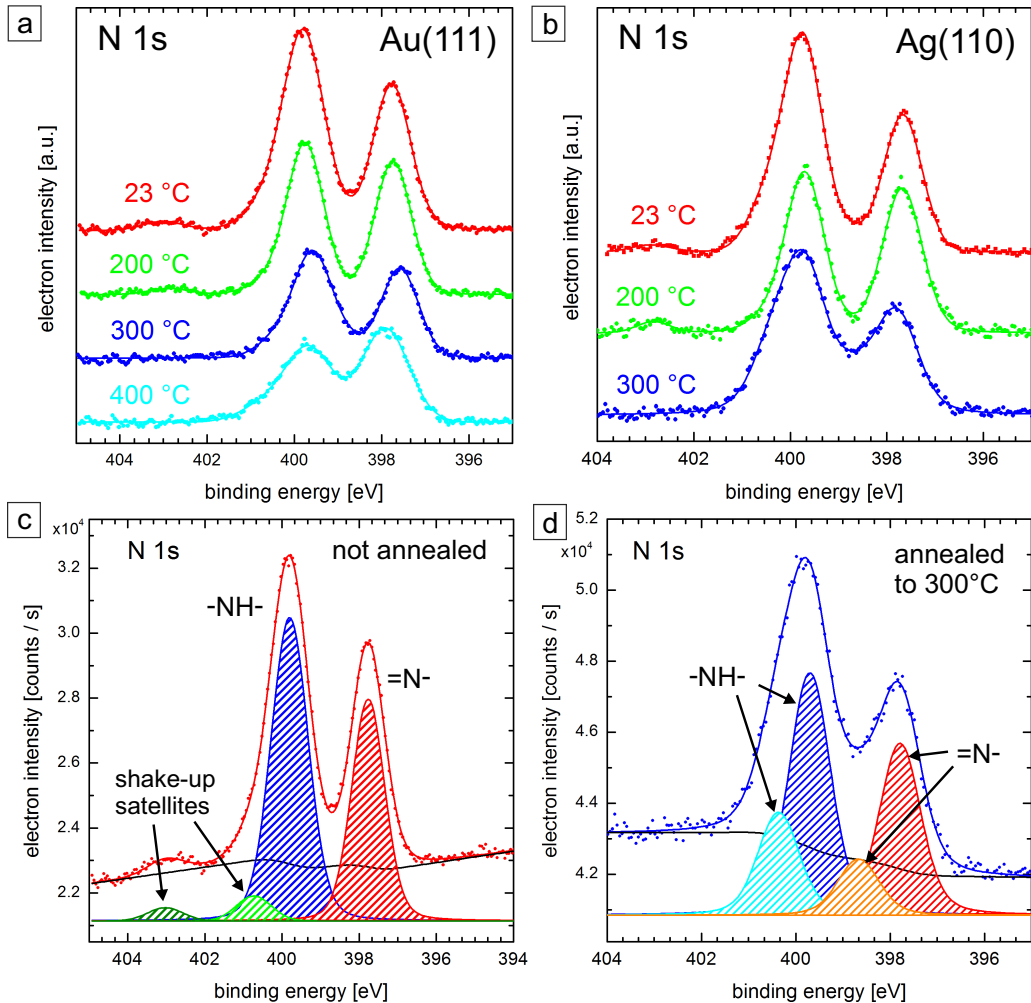 a
N 1s
Au(111)
23 °C
200 °C
300 °C
400 °C
electron intensity [a.u.]
404 402 400 398 396
binding energy [eV]
b
N 1s
Ag(110)
23 °C
200 °C
300 °C
electron intensity [a.u.]
404 402 400 398 396
binding energy [eV]
c
x10⁴
N 1s
not annealed
3.2
3.0
2.8
2.6
2.4
2.2
-NH-
=N-
shake-up
satellites
electron intensity [counts / s]
404 402 400 398 396 394
binding energy [eV]
d
5.2
x10⁴
5.0
4.8
4.6
4.4
4.2
N 1s
annealed
to 300°C
-NH-
=N-
electron intensity [counts / s]
404 402 400 398 396
binding energy [eV]